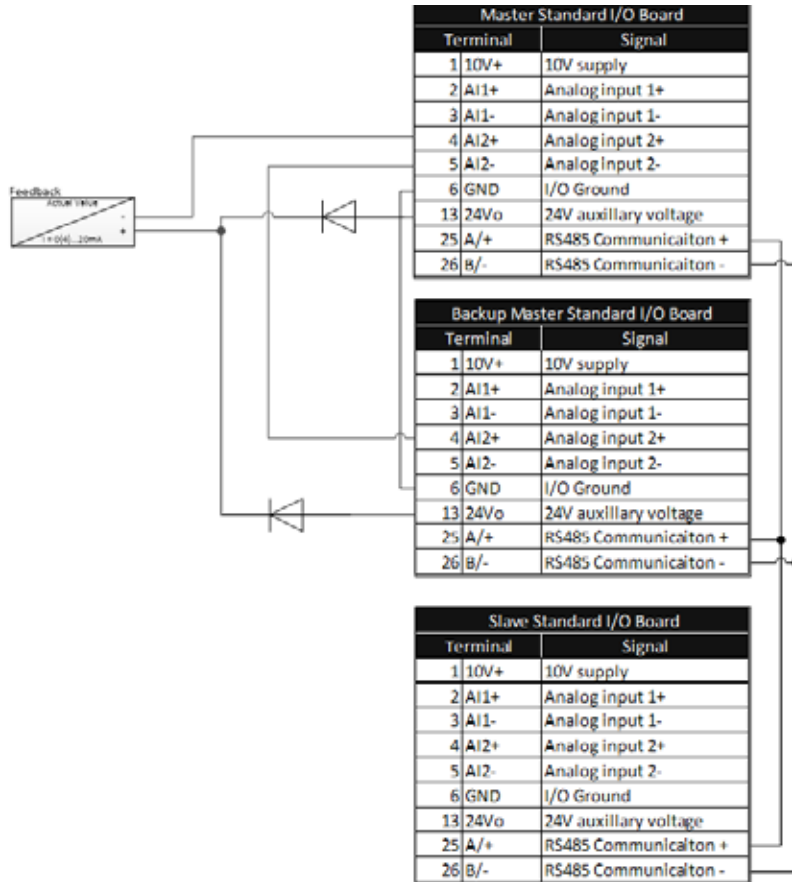 Master Standard I/O Board
Terminal Signal
1 10V+ 10V supply
2 AI1+ Analog input 1+
3 AI1- Analog input 1-
4 AI2+ Analog input 2+
5 AI2- Analog input 2-
6 GND I/O Ground
13 24Vo 24V auxillary voltage
25 A/+ RS485 Communicaiton +
26 B/- RS485 Communicaiton -
Feedback
Actual Value
-
+
I = 0(4)...20mA
Backup Master Standard I/O Board
Terminal Signal
1 10V+ 10V supply
2 AI1+ Analog input 1+
3 AI1- Analog input 1-
4 AI2+ Analog input 2+
5 AI2- Analog input 2-
6 GND I/O Ground
13 24Vo 24V auxillary voltage
25 A/+ RS485 Communicaiton +
26 B/- RS485 Communicaiton -
Slave Standard I/O Board
Terminal Signal
1 10V+ 10V supply
2 AI1+ Analog input 1+
3 AI1- Analog input 1-
4 AI2+ Analog input 2+
5 AI2- Analog input 2-
6 GND I/O Ground
13 24Vo 24V auxillary voltage
25 A/+ RS485 Communicaiton +
26 B/- RS485 Communicaiton -